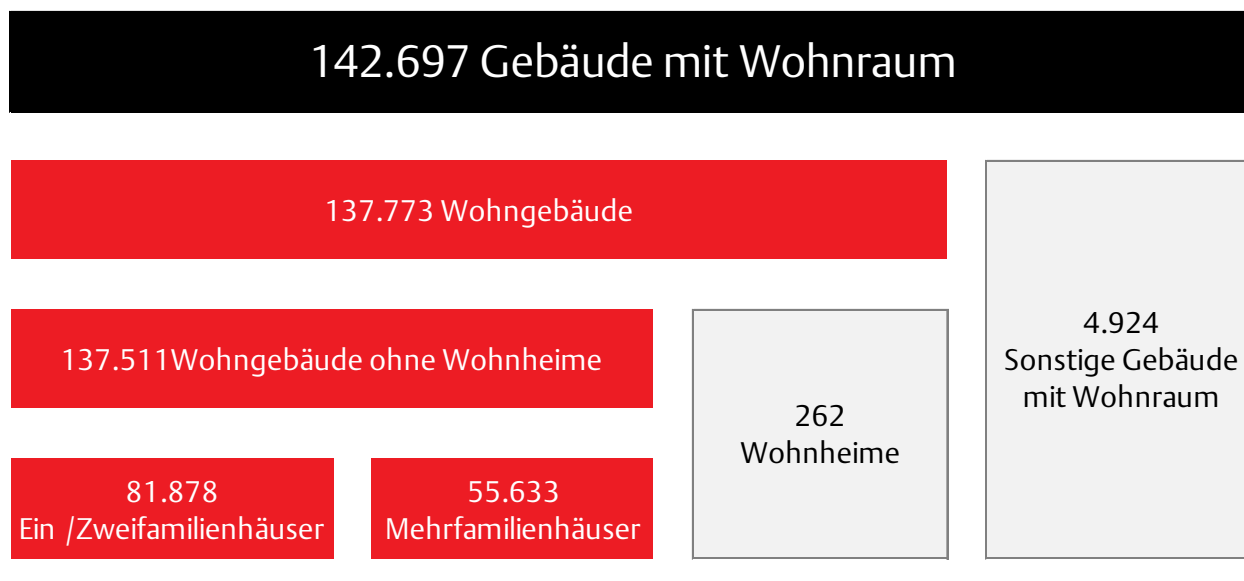 142.697 Gebäude mit Wohnraum
137.773 Wohngebäude
137.511Wohngebäude ohne Wohnheime
4.924
Sonstige Gebäude
mit Wohnraum
262
Wohnheime
81.878
Ein /Zweifamilienhäuser
55.633
Mehrfamilienhäuser